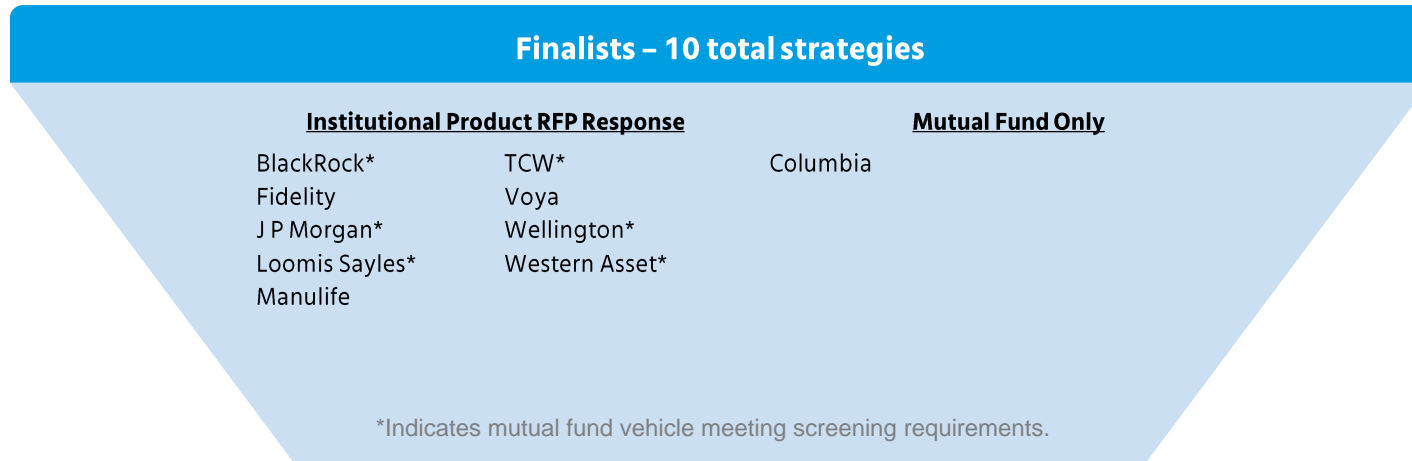 Finalists – 10 total strategies
Institutional Product RFP Response
Mutual Fund Only
BlackRock*
TCW*
Columbia
Fidelity
Voya
J P Morgan*
Wellington*
Loomis Sayles*
Western Asset*
Manulife
*Indicates mutual fund vehicle meeting screening requirements.